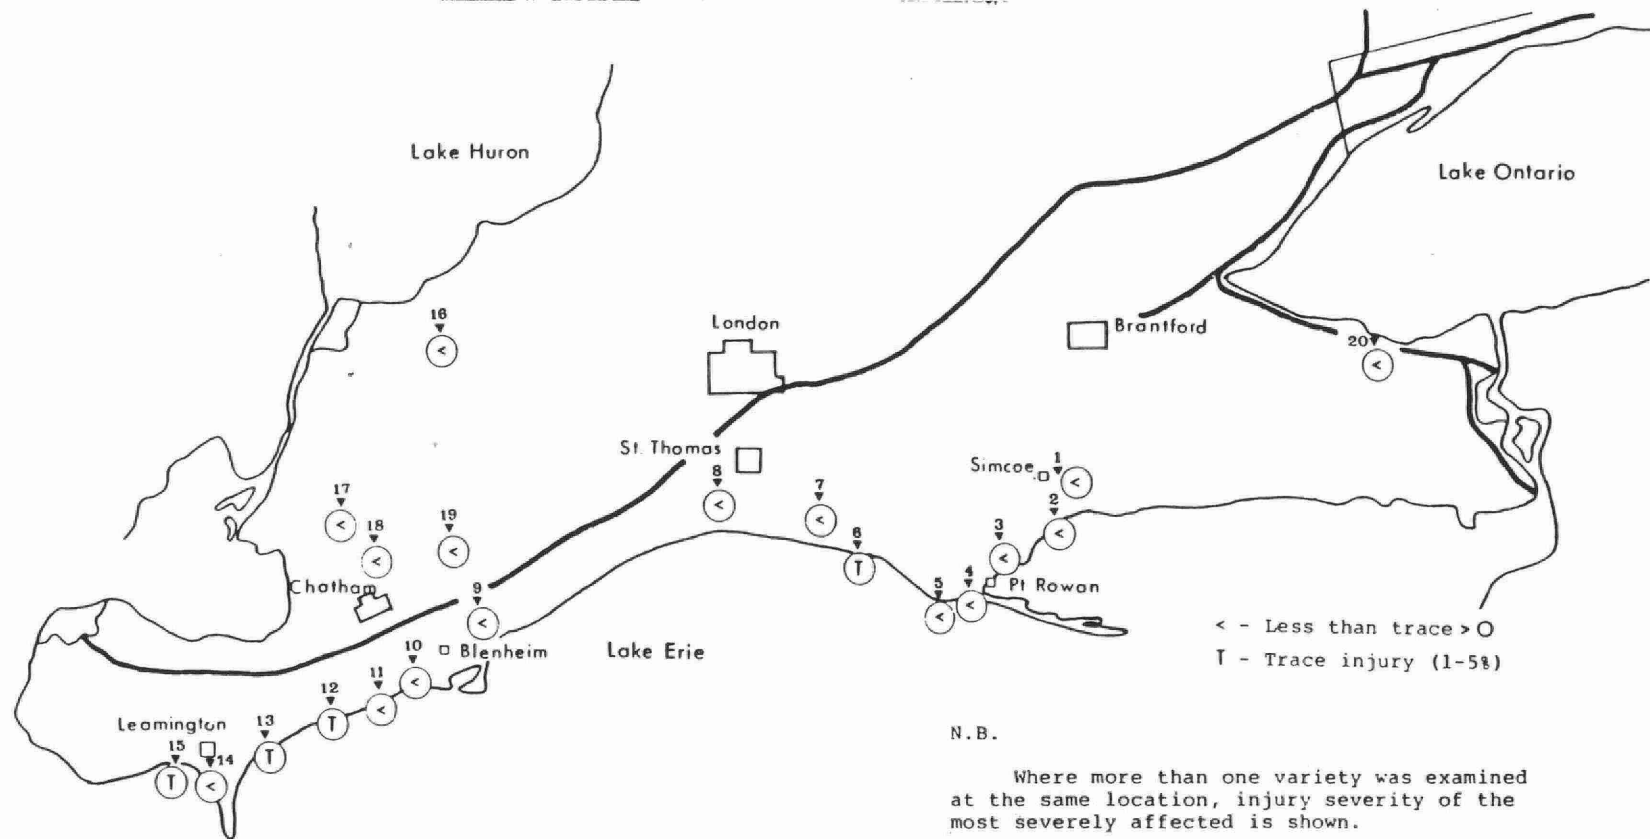 Lake Huron
Lake Ontario
16
<
London
Brantford
20
<
St. Thomas
8
<
7
<
6
T
Simcoe
1
<
2
<
3
<
4
<
5
<
Pt Rowan
17
<
18
<
19
<
Chatham
9
<
Blenheim
Lake Erie
10
<
11
<
12
T
13
T
Leamington
15
T
14
<
< - Less than trace > O
T - Trace injury (1-5%)
N.B.
Where more than one variety was examined
at the same location, injury severity of the
most severely affected is shown.